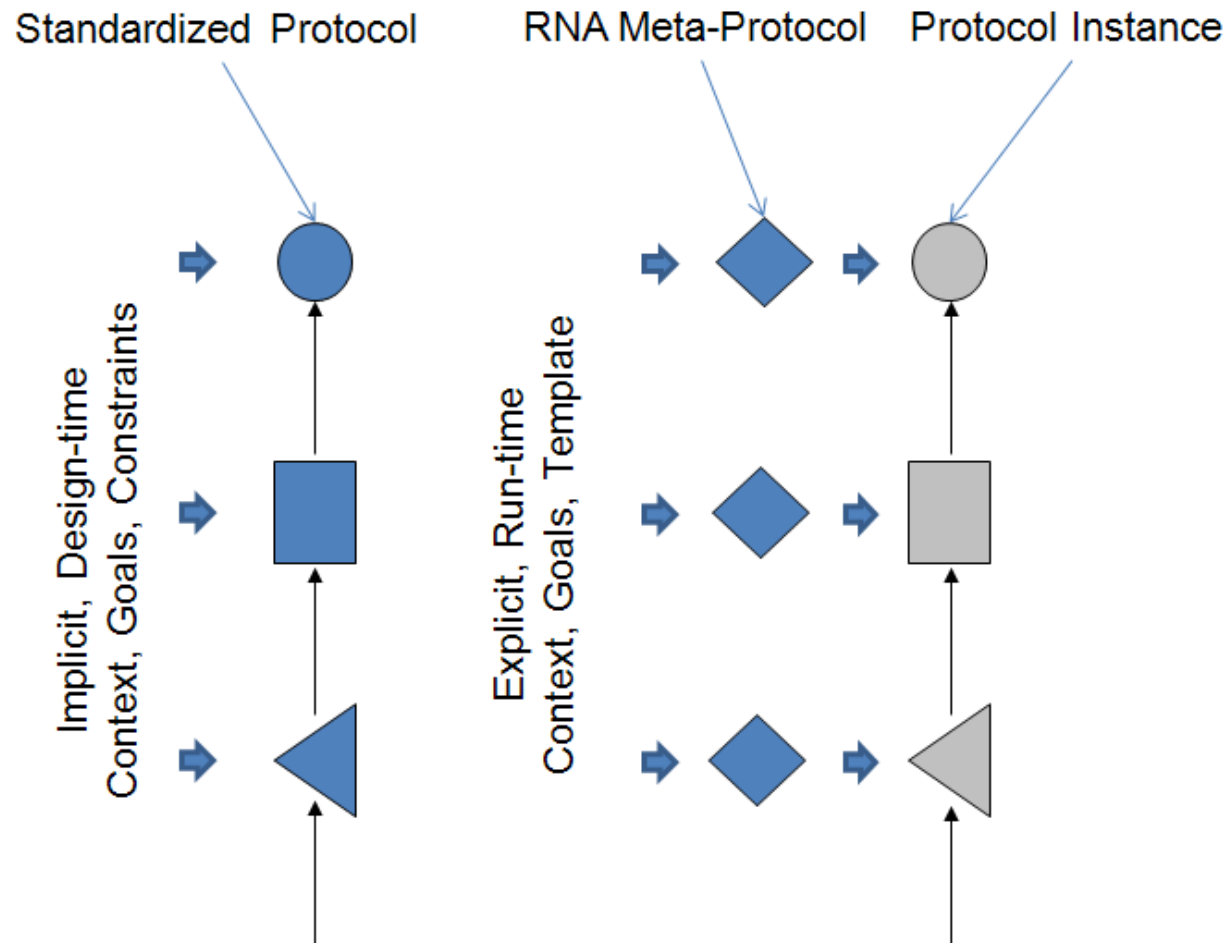 Standardized Protocol
RNA Meta-Protocol
Protocol Instance
Implicit, Design-time
Context, Goals, Constraints
Explicit, Run-time
Context, Goals, Template